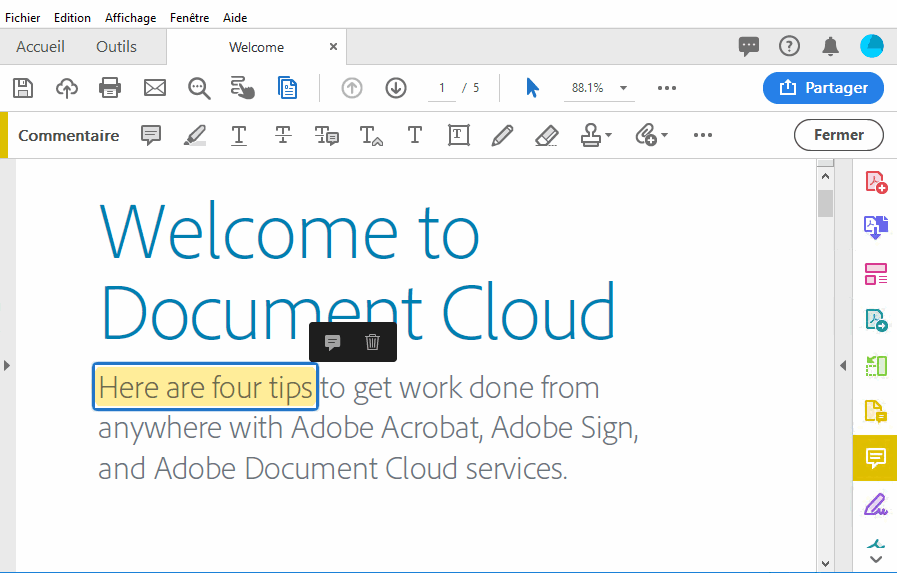 Fichier Edition Affichage Fenêtre Aide
Accueil Outils Welcome ×
1 / 5 88.1% Partager
Commentaire T T T T T T Fermer
Welcome to
Document Cloud
Here are four tips to get work done from
anywhere with Adobe Acrobat, Adobe Sign,
and Adobe Document Cloud services.